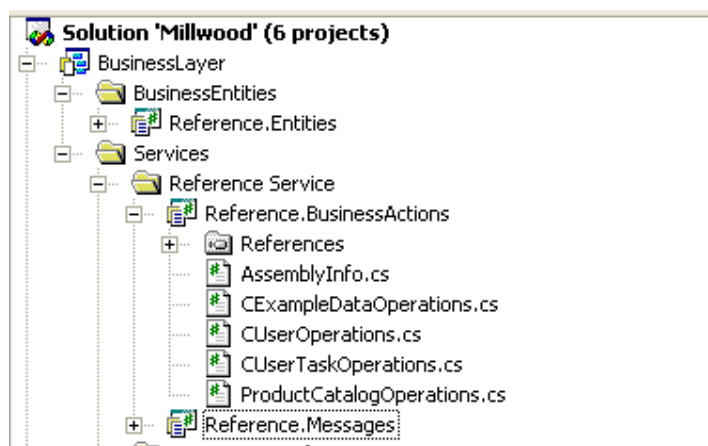 Solution 'Millwood' (6 projects)
BusinessLayer
BusinessEntities
Reference.Entities
Services
Reference Service
Reference.BusinessActions
References
AssemblyInfo.cs
CExampleDataOperations.cs
CUserOperations.cs
CUserTaskOperations.cs
ProductCatalogOperations.cs
Reference.Messages